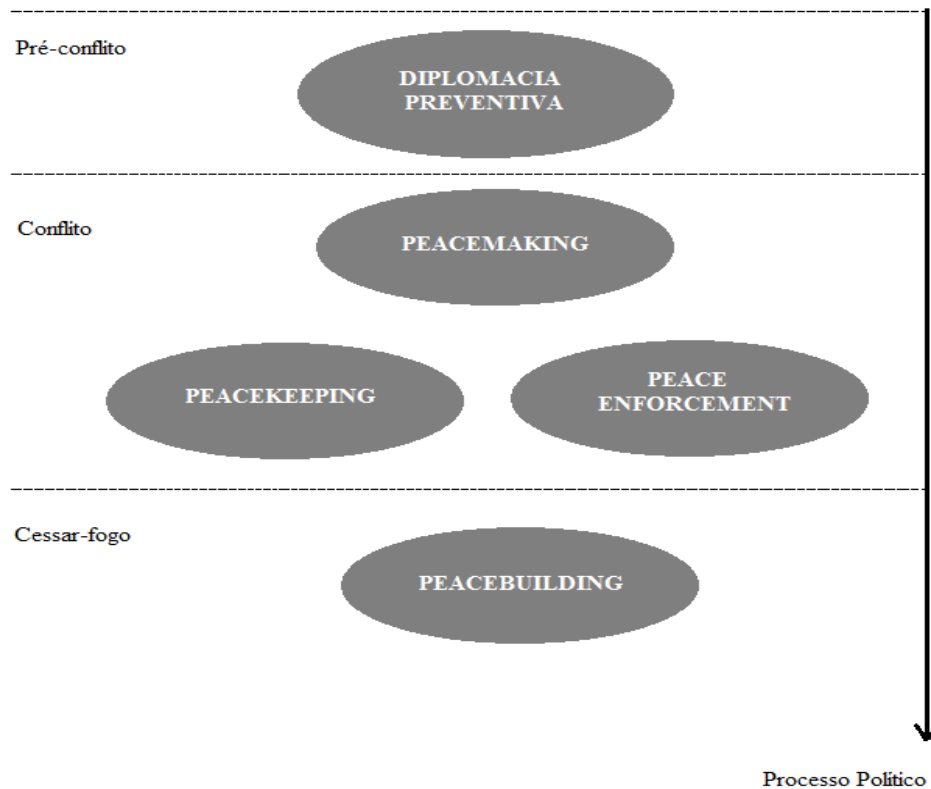 Pré-conflito
DIPLOMACIA
PREVENTIVA
Conflito
PEACEMAKING
PEACEKEEPING
PEACE
ENFORCEMENT
Cessar-fogo
PEACEBUILDING
Processo Político